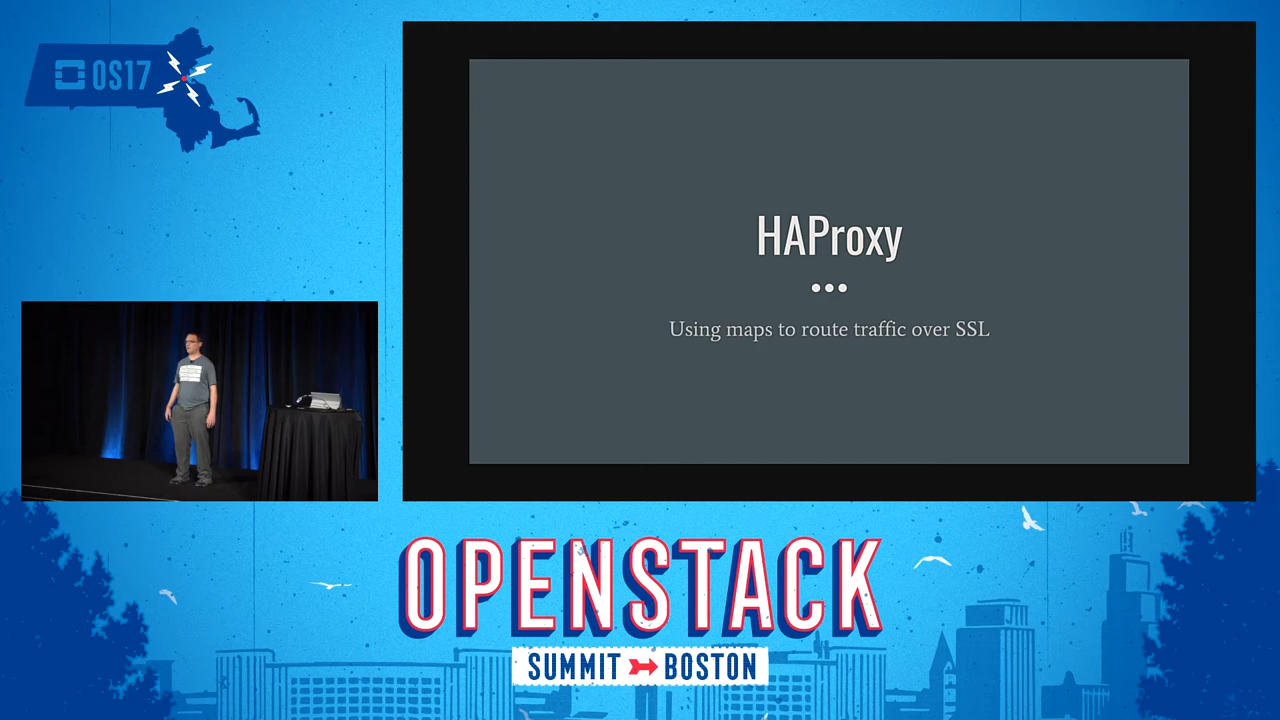 OS17
HAProxy
Using maps to route traffic over SSL
OPENSTACK
SUMMIT BOSTON